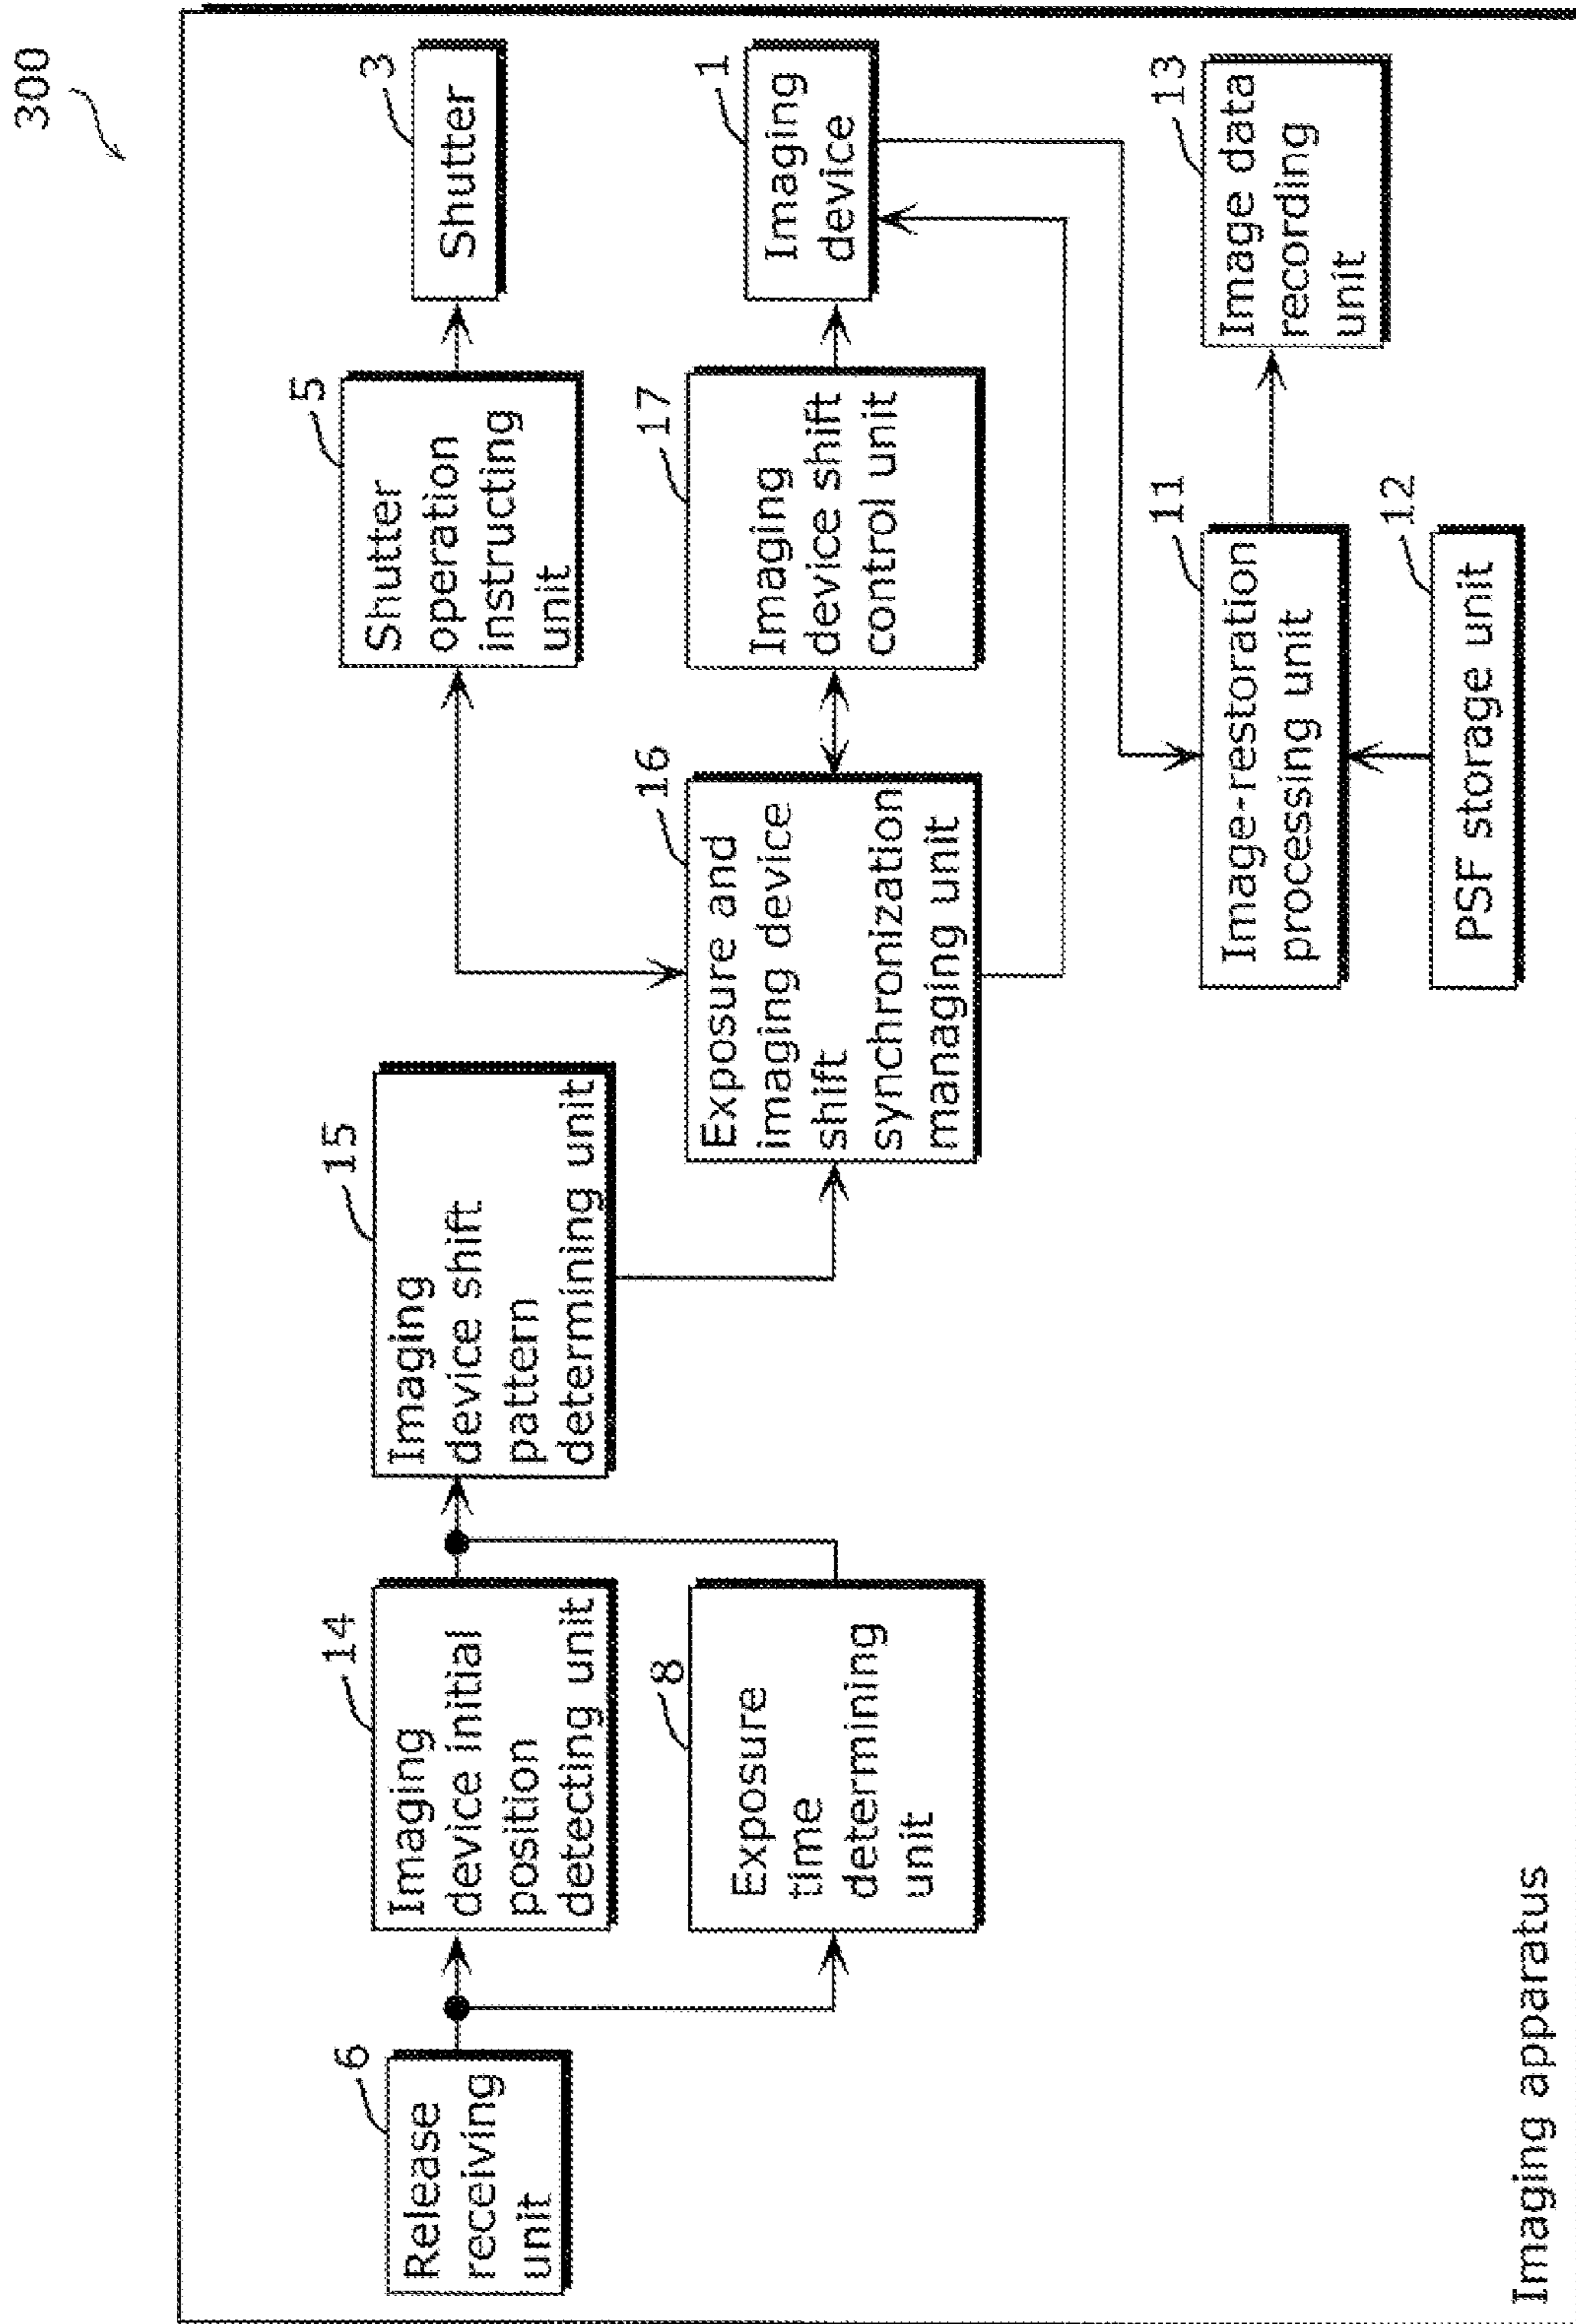 300
6
Release
receiving
unit
14
Imaging
device initial
position
detecting unit
8
Exposure
time
determining
unit
15
Imaging
device shift
pattern
determining unit
16
Exposure and
imaging device
shift
synchronization
managing unit
5
Shutter
operation
instructing
unit
17
Imaging
device shift
control unit
3
Shutter
1
Imaging
device
11
Image-restoration
processing unit
12
PSF storage unit
13
Image data
recording
unit
Imaging apparatus